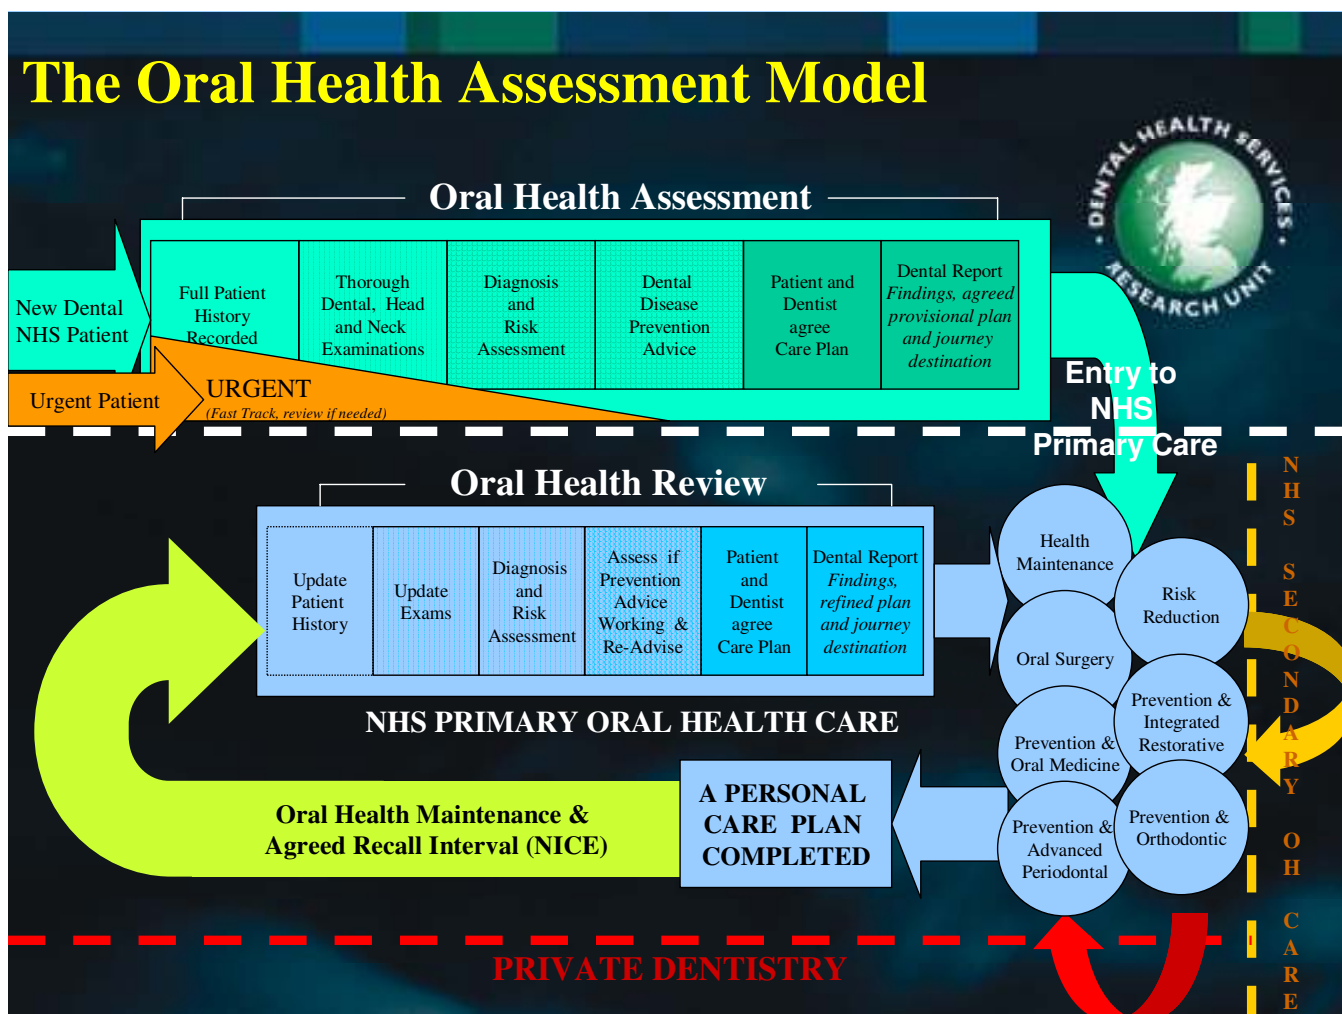 The Oral Health Assessment Model
• DENTAL HEALTH SERVICES •
RESEARCH UNIT
Oral Health Assessment
New Dental
NHS Patient
Full Patient
History
Recorded
Thorough
Dental, Head
and Neck
Examinations
Diagnosis
and
Risk
Assessment
Dental
Disease
Prevention
Advice
Patient and
Dentist
agree
Care Plan
Dental Report
Findings, agreed
provisional plan
and journey
destination
Urgent Patient
URGENT
(Fast Track, review if needed)
Entry to
NHS
Primary Care
Oral Health Review
Update
Patient
History
Update
Exams
Diagnosis
and
Risk
Assessment
Assess if
Prevention
Advice
Working &
Re-Advise
Patient
and
Dentist
agree
Care Plan
Dental Report
Findings,
refined plan
and journey
destination
NHS PRIMARY ORAL HEALTH CARE
Health
Maintenance
Risk
Reduction
Oral Surgery
Prevention &
Integrated
Restorative
Prevention &
Oral Medicine
Prevention &
Orthodontic
Prevention &
Advanced
Periodontal
A PERSONAL
CARE PLAN
COMPLETED
Oral Health Maintenance &
Agreed Recall Interval (NICE)
NHS SECONDARY OH CARE
PRIVATE DENTISTRY